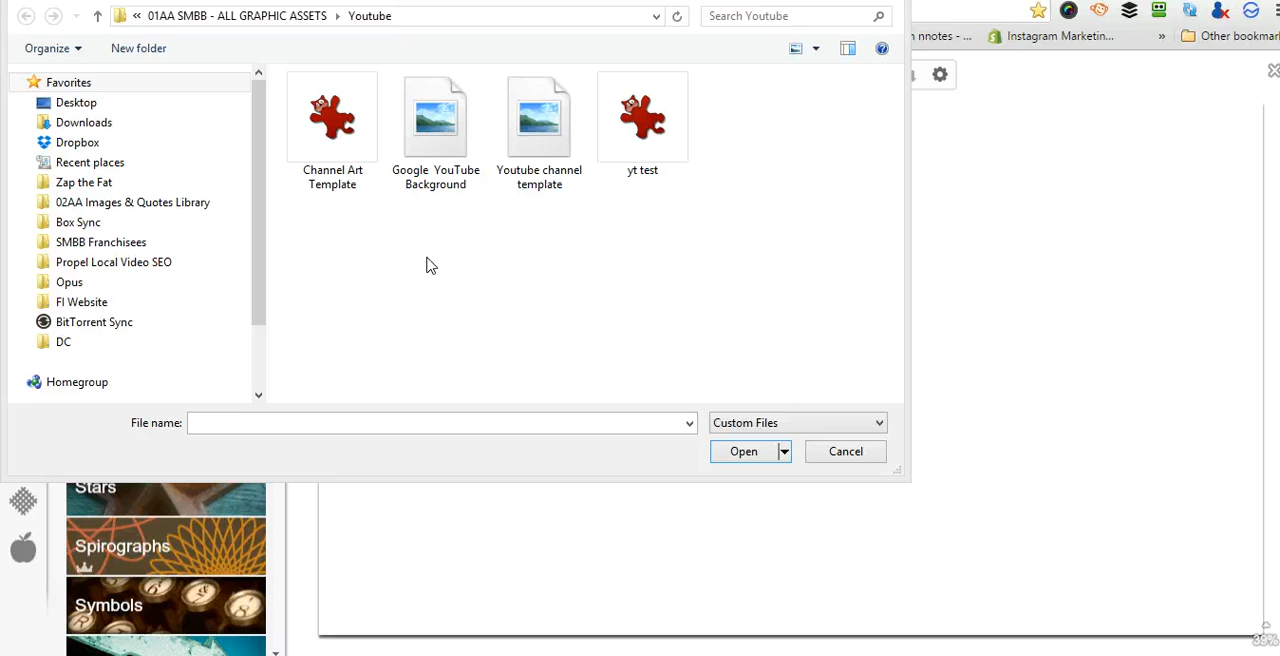 « 01AA SMBB - ALL GRAPHIC ASSETS ▸ Youtube
Search Youtube
Organize
New folder
nnotes - ...
Instagram Marketin...
»
Other bookmar
Favorites
Desktop
Downloads
Dropbox
Recent places
Zap the Fat
02AA Images & Quotes Library
Box Sync
SMBB Franchisees
Propel Local Video SEO
Opus
FI Website
BitTorrent Sync
DC
Homegroup
Channel Art
Template
Google YouTube
Background
Youtube channel
template
yt test
File name:
Custom Files
Open
Cancel
Stars
Spirographs
Symbols
39%